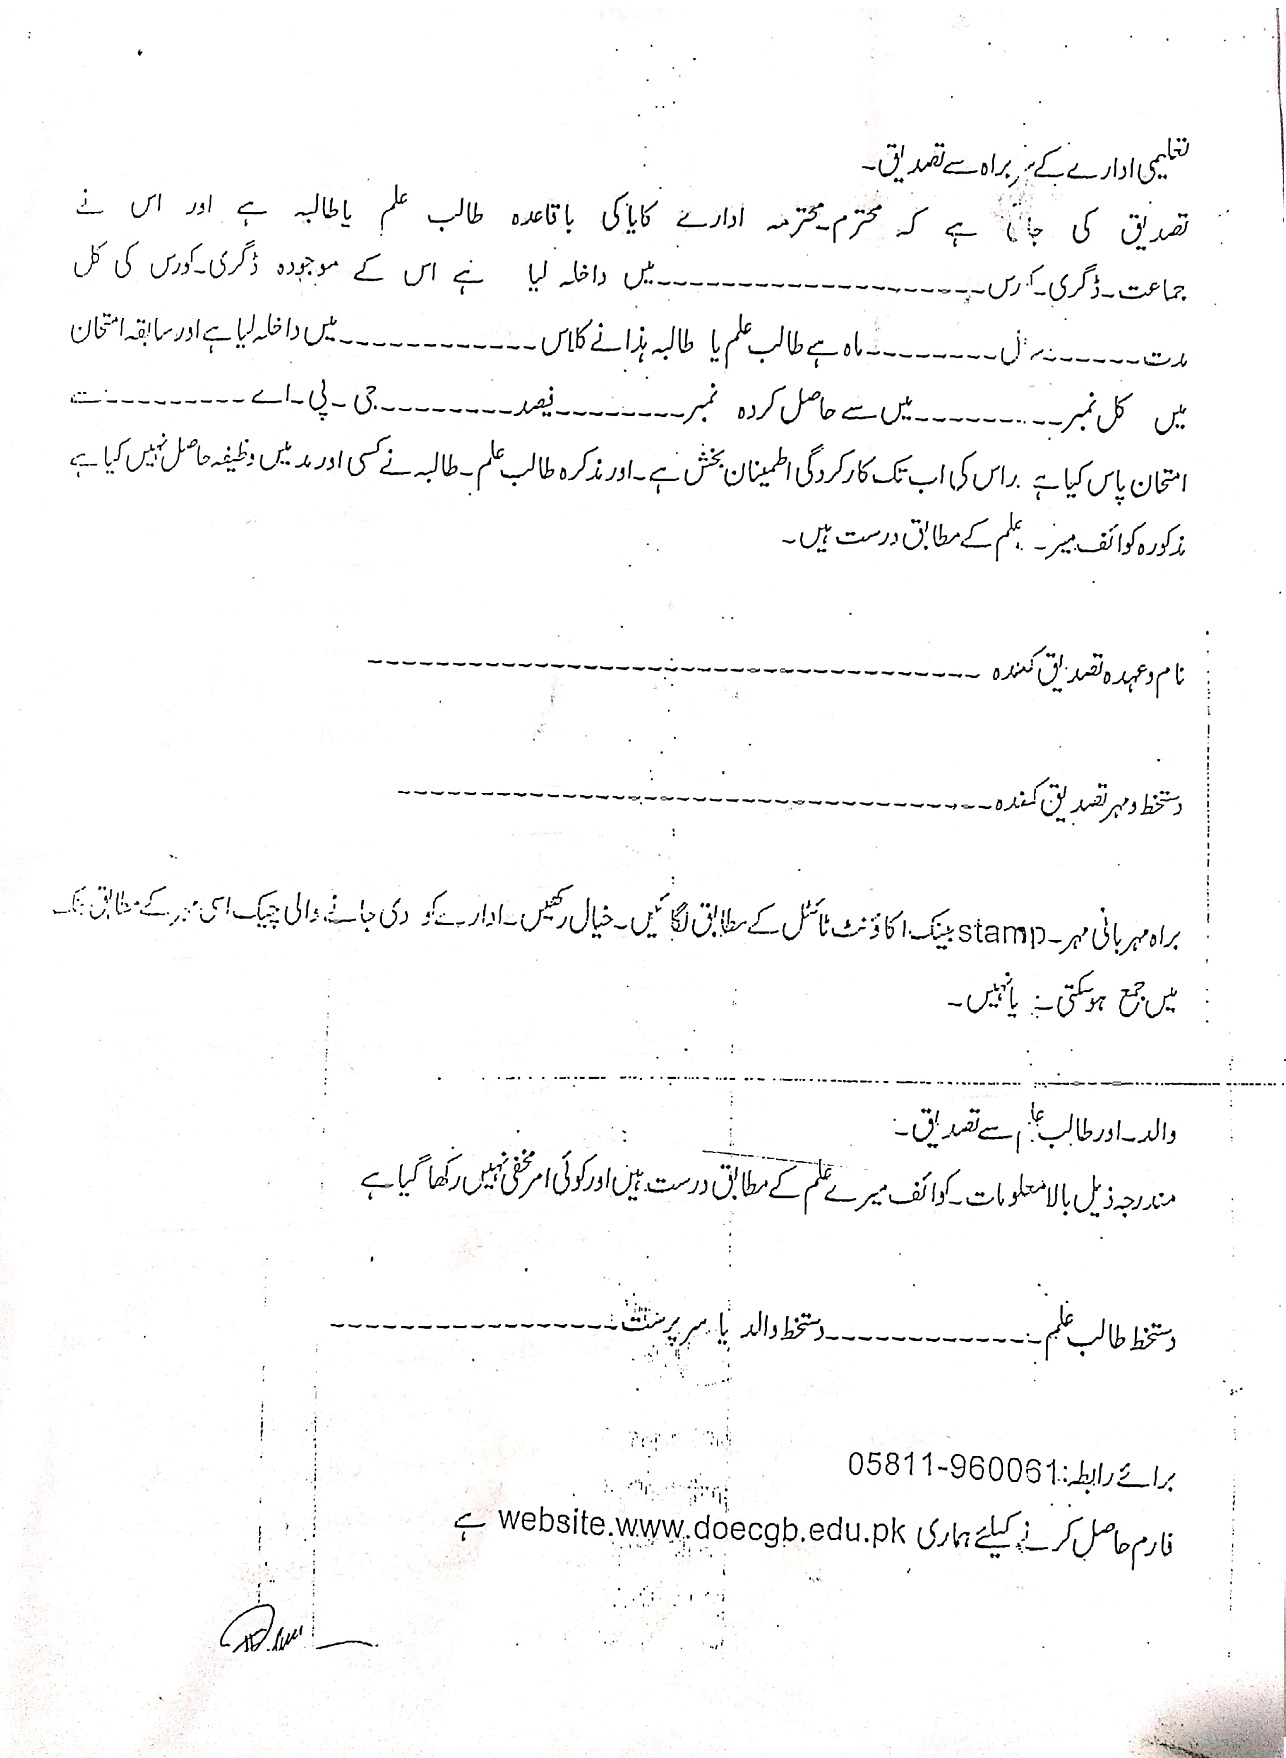 تعلیمی ادارے کے سربراہ سے تصدیق۔
تصدیق کی جاتی ہے کہ محترم۔محترمہ ادارے کا یا کی باقاعدہ طالب علم یا طالبہ ہے اور اس نے
جماعت۔ڈگری۔کورس۔--------------------میں داخلہ لیا ہے اس کے موجودہ ڈگری۔کورس کی کل
مدت--------سال---------ماہ ہے طالب علم یا طالبہ ہذا نے کلاس-------------میں داخلہ لیا ہے اور سابقہ امتحان
میں کل نمبر----------میں سے حاصل کردہ نمبر---------فیصد---------جی-پی-اے----------
امتحان پاس کیا ہے۔ اس کی اب تک کارکردگی اطمینان بخش ہے۔اور مذکرہ طالب علم۔طالبہ نے کسی اور مد میں وظیفہ حاصل نہیں کیا ہے
مذکورہ کوائف میرے علم کے مطابق درست ہیں۔
نام و عہدہ تصدیق کنندہ ------------------------------------
دستخط و مہر تصدیق کنندہ------------------------------------
براہ مہربانی مہر۔stamp بینک اکاؤنٹ ٹائٹل کے مطابق لگائیں۔خیال رکھیں۔ادارے کو دی جانے والی چیک اسی مہر کے مطابق بنک
میں جمع ہوسکتی ہے یا نہیں۔
والد۔اور طالب علم سے تصدیق۔
مندرجہ ذیل بالا معلومات۔کوائف میرے علم کے مطابق درست ہیں اور کوئی امر مخفی نہیں رکھا گیا ہے
دستخط طالب علم-------------دستخط والد یا سرپرست------------------
برائے رابطہ:05811-960061
فارم حاصل کرنے کیلئے ہماری website.www.doecgb.edu.pk ہے